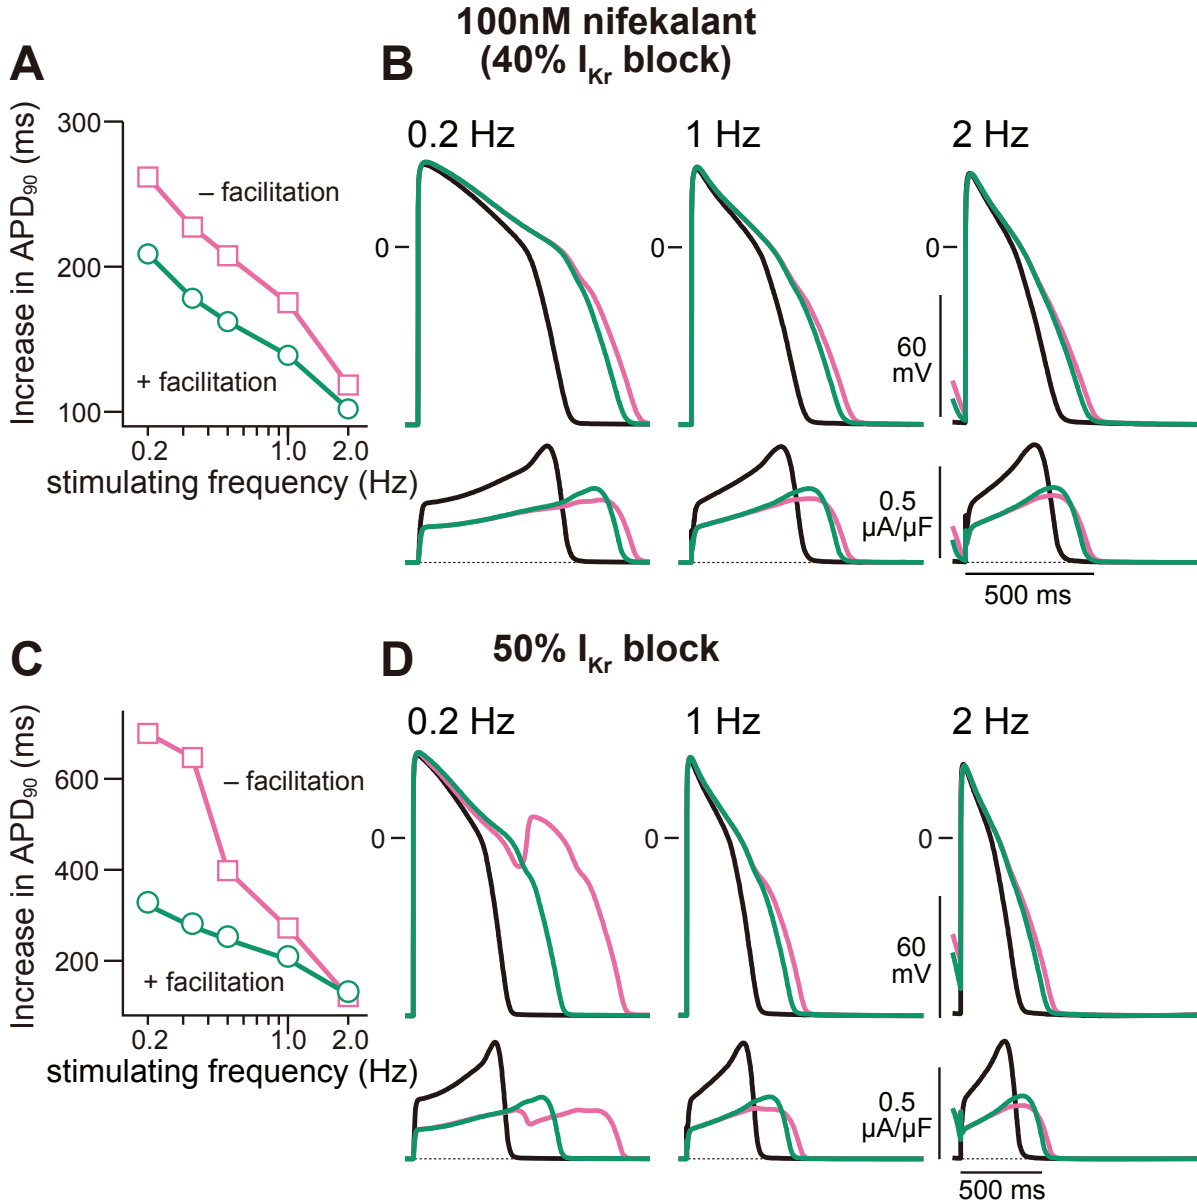 100nM nifekalant
(40% IKr block)
A
B
Increase in APD90 (ms)
300
200
100
– facilitation
+ facilitation
0.2
1.0
2.0
stimulating frequency (Hz)
0.2 Hz
1 Hz
2 Hz
0
0
0
60
mV
0.5
µA/µF
500 ms
50% IKr block
C
D
Increase in APD90 (ms)
600
400
200
– facilitation
+ facilitation
0.2
1.0
2.0
stimulating frequency (Hz)
0.2 Hz
1 Hz
2 Hz
0
0
0
60
mV
0.5
µA/µF
500 ms